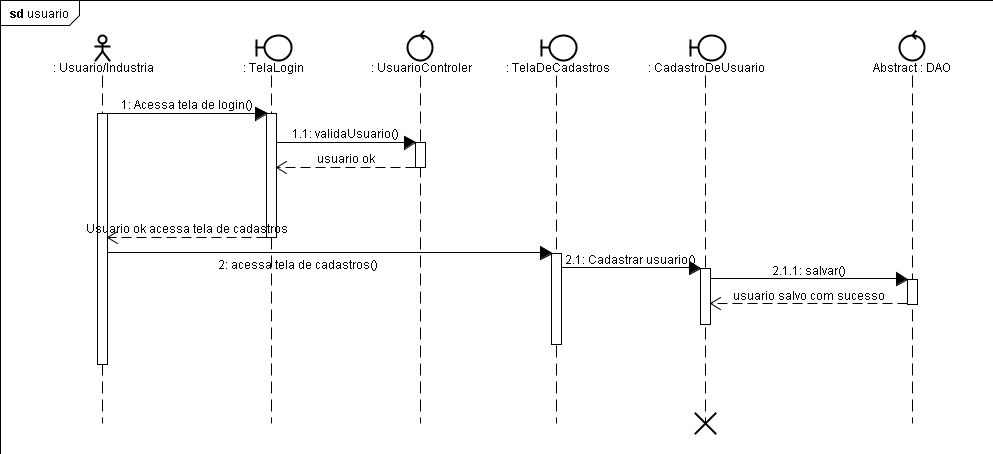 sd usuario
: Usuario/Industria
: TelaLogin
: UsuarioControler
: TelaDeCadastros
: CadastroDeUsuario
Abstract : DAO
1: Acessa tela de login()
1.1: validaUsuario()
usuario ok
Usuario ok acessa tela de cadastros
2: acessa tela de cadastros()
2.1: Cadastrar usuario()
2.1.1: salvar()
usuario salvo com sucesso